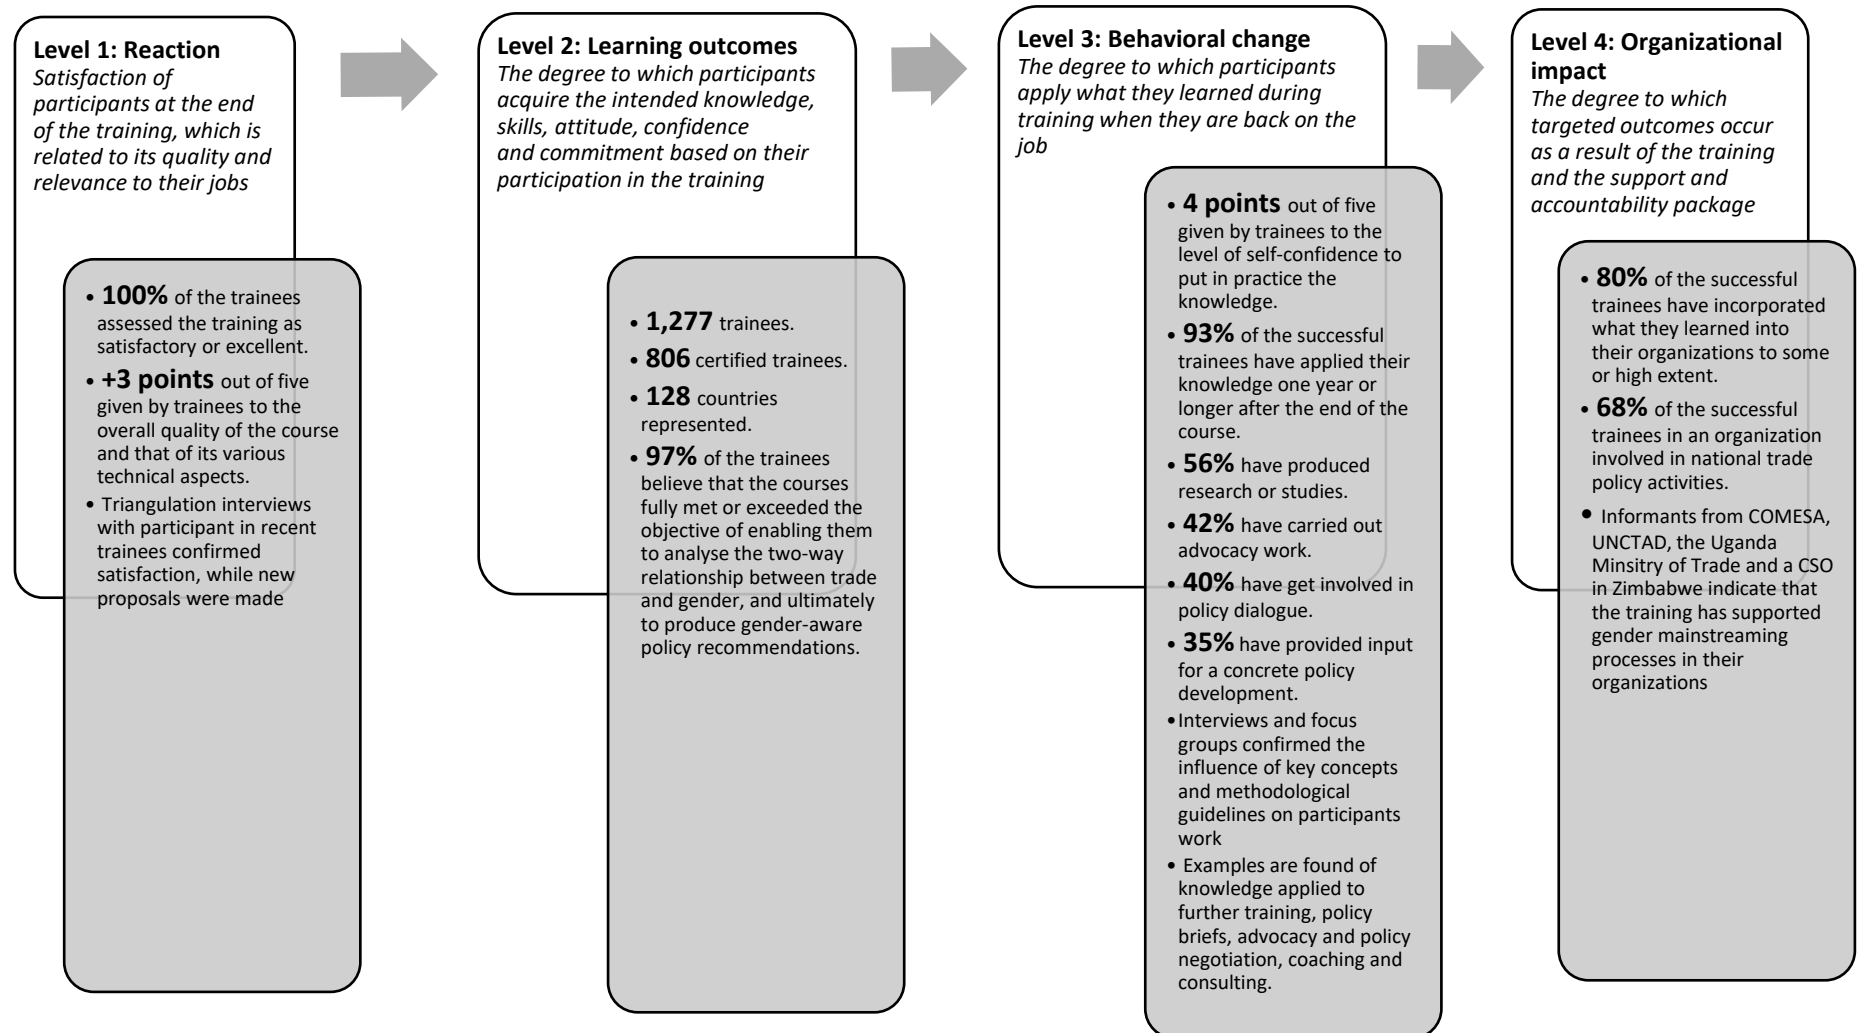 Level 1: Reaction
Satisfaction of
participants at the end
of the training, which is
related to its quality and
relevance to their jobs
• 100% of the trainees
assessed the training as
satisfactory or excellent.
• +3 points out of five
given by trainees to the
overall quality of the course
and that of its various
technical aspects.
• Triangulation interviews
with participant in recent
trainees confirmed
satisfaction, while new
proposals were made
Level 2: Learning outcomes
The degree to which participants
acquire the intended knowledge,
skills, attitude, confidence
and commitment based on their
participation in the training
• 1,277 trainees.
• 806 certified trainees.
• 128 countries
represented.
• 97% of the trainees
believe that the courses
fully met or exceeded the
objective of enabling them
to analyse the two-way
relationship between trade
and gender, and ultimately
to produce gender-aware
policy recommendations.
Level 3: Behavioral change
The degree to which participants
apply what they learned during
training when they are back on the
job
• 4 points out of five
given by trainees to the
level of self-confidence to
put in practice the
knowledge.
• 93% of the successful
trainees have applied their
knowledge one year or
longer after the end of the
course.
• 56% have produced
research or studies.
• 42% have carried out
advocacy work.
• 40% have get involved in
policy dialogue.
• 35% have provided input
for a concrete policy
development.
• Interviews and focus
groups confirmed the
influence of key concepts
and methodological
guidelines on participants
work
• Examples are found of
knowledge applied to
further training, policy
briefs, advocacy and policy
negotiation, coaching and
consulting.
Level 4: Organizational
impact
The degree to which
targeted outcomes occur
as a result of the training
and the support and
accountability package
• 80% of the successful
trainees have incorporated
what they learned into
their organizations to some
or high extent.
• 68% of the successful
trainees in an organization
involved in national trade
policy activities.
• Informants from COMESA,
UNCTAD, the Uganda
Minsitry of Trade and a CSO
in Zimbabwe indicate that
the training has supported
gender mainstreaming
processes in their
organizations